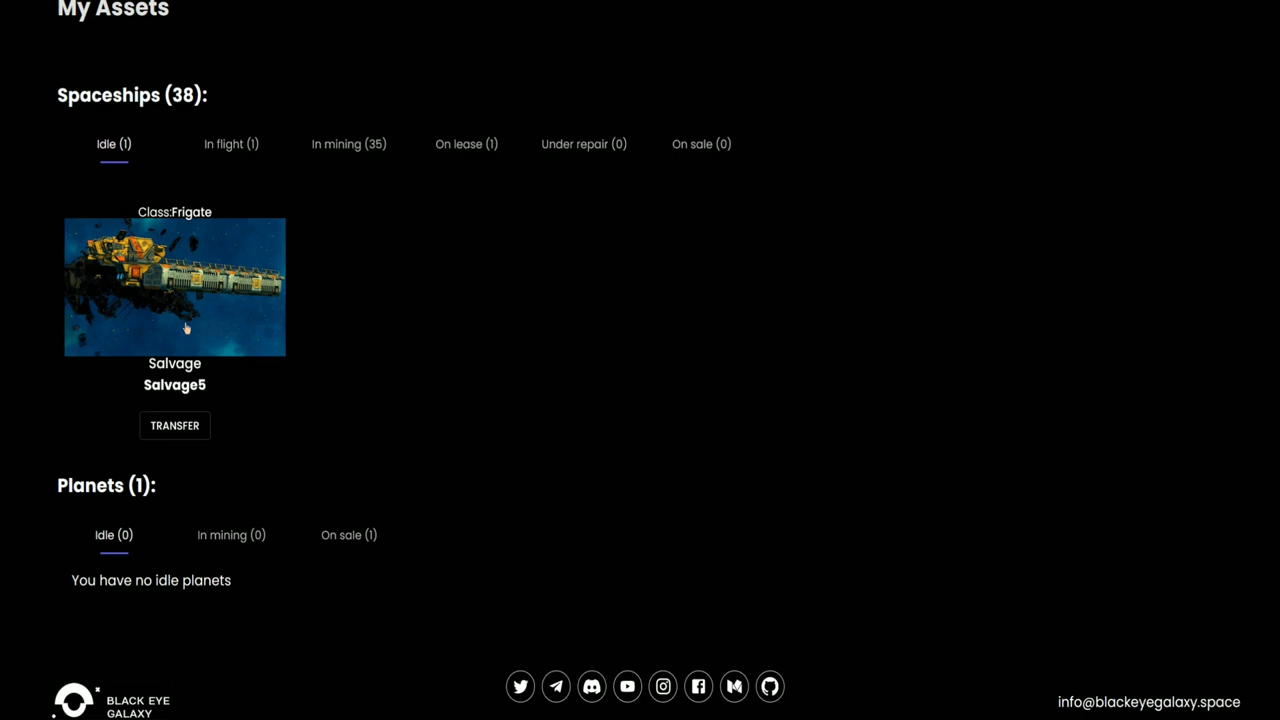 My Assets
Spaceships (38):
Idle (1) In flight (1) In mining (35) On lease (1) Under repair (0) On sale (0)
Class:Frigate
Salvage
Salvage5
TRANSFER
Planets (1):
Idle (0) In mining (0) On sale (1)
You have no idle planets
BLACK EYE
GALAXY
info@blackeyegalaxy.space